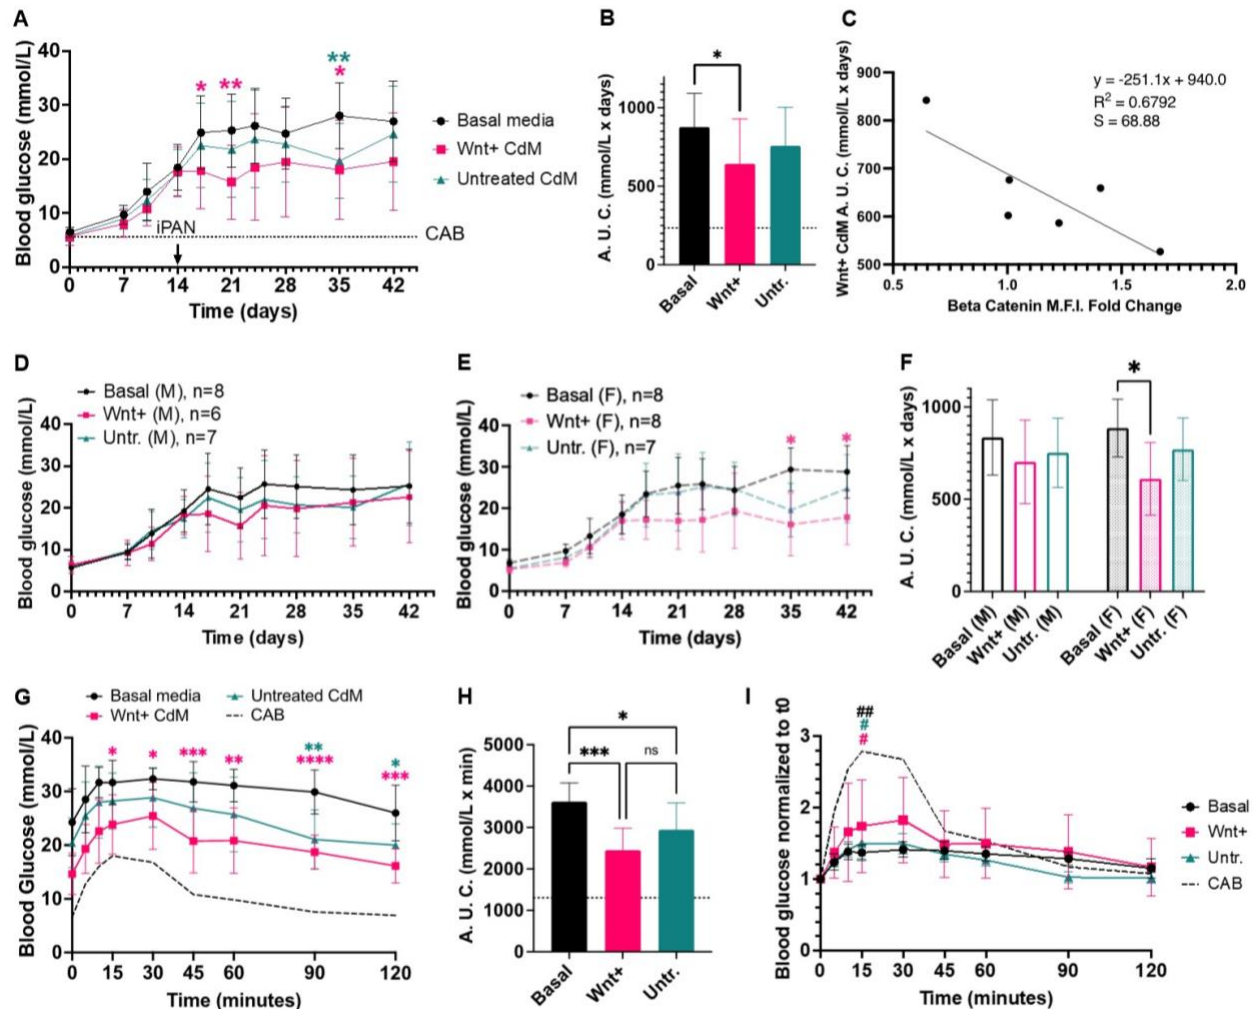 A
Blood glucose (mmol/L)
40
30
20
10
0
* ** ** *
iPAN
CAB
0 7 14 21 28 35 42
Time (days)
Basal media
Wnt+ CdM
Untreated CdM
B
A. U. C. (mmol/L x days)
1000
500
0
*
Basal Wnt+ Untr.
C
Wnt+ CdM A. U. C. (mmol/L x days)
900
800
700
600
500
y = -251.1x + 940.0
R² = 0.6792
S = 68.88
0.5 1.0 1.5 2.0
Beta Catenin M.F.I. Fold Change
D
Basal (M), n=8
Wnt+ (M), n=6
Untr. (M), n=7
Blood glucose (mmol/L)
40
30
20
10
0
0 7 14 21 28 35 42
Time (days)
E
Basal (F), n=8
Wnt+ (F), n=8
Untr. (F), n=7
Blood glucose (mmol/L)
40
30
20
10
0
* *
0 7 14 21 28 35 42
Time (days)
F
A. U. C. (mmol/L x days)
1000
500
0
*
Basal (M) Wnt+ (M) Untr. (M) Basal (F) Wnt+ (F) Untr. (F)
G
Basal media Untreated CdM
Wnt+ CdM CAB
Blood Glucose (mmol/L)
40
30
20
10
0
** *
* * *** ** **** ***
0 15 30 45 60 90 120
Time (minutes)
H
A. U. C. (mmol/L x min)
5000
4000
3000
2000
1000
0
*
*** ns
Basal Wnt+ Untr.
I
Blood glucose normalized to t0
3
2
1
0
##
#
#
0 15 30 45 60 90 120
Time (minutes)
Basal
Wnt+
Untr.
CAB